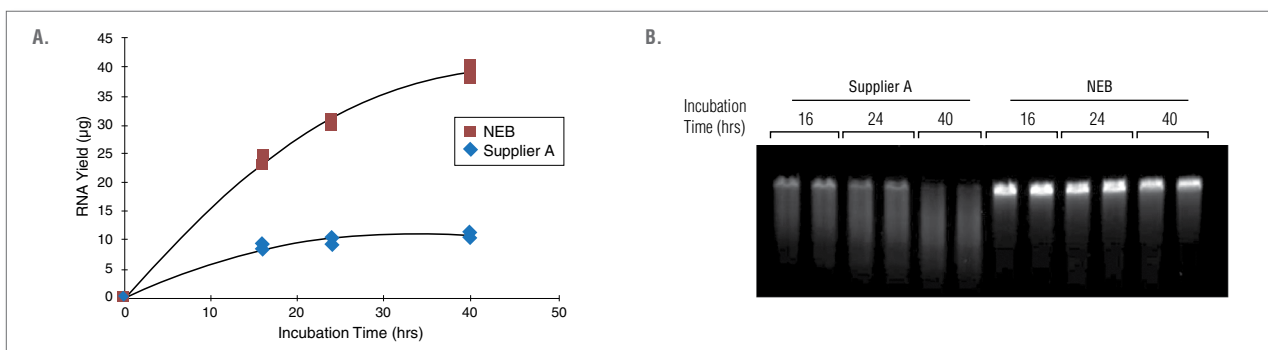 A.
RNA Yield (µg)
45
40
35
30
25
20
15
10
5
0
0 10 20 30 40 50
Incubation Time (hrs)
NEB
Supplier A
B.
Supplier A NEB
Incubation
Time (hrs)
16 24 40 16 24 40